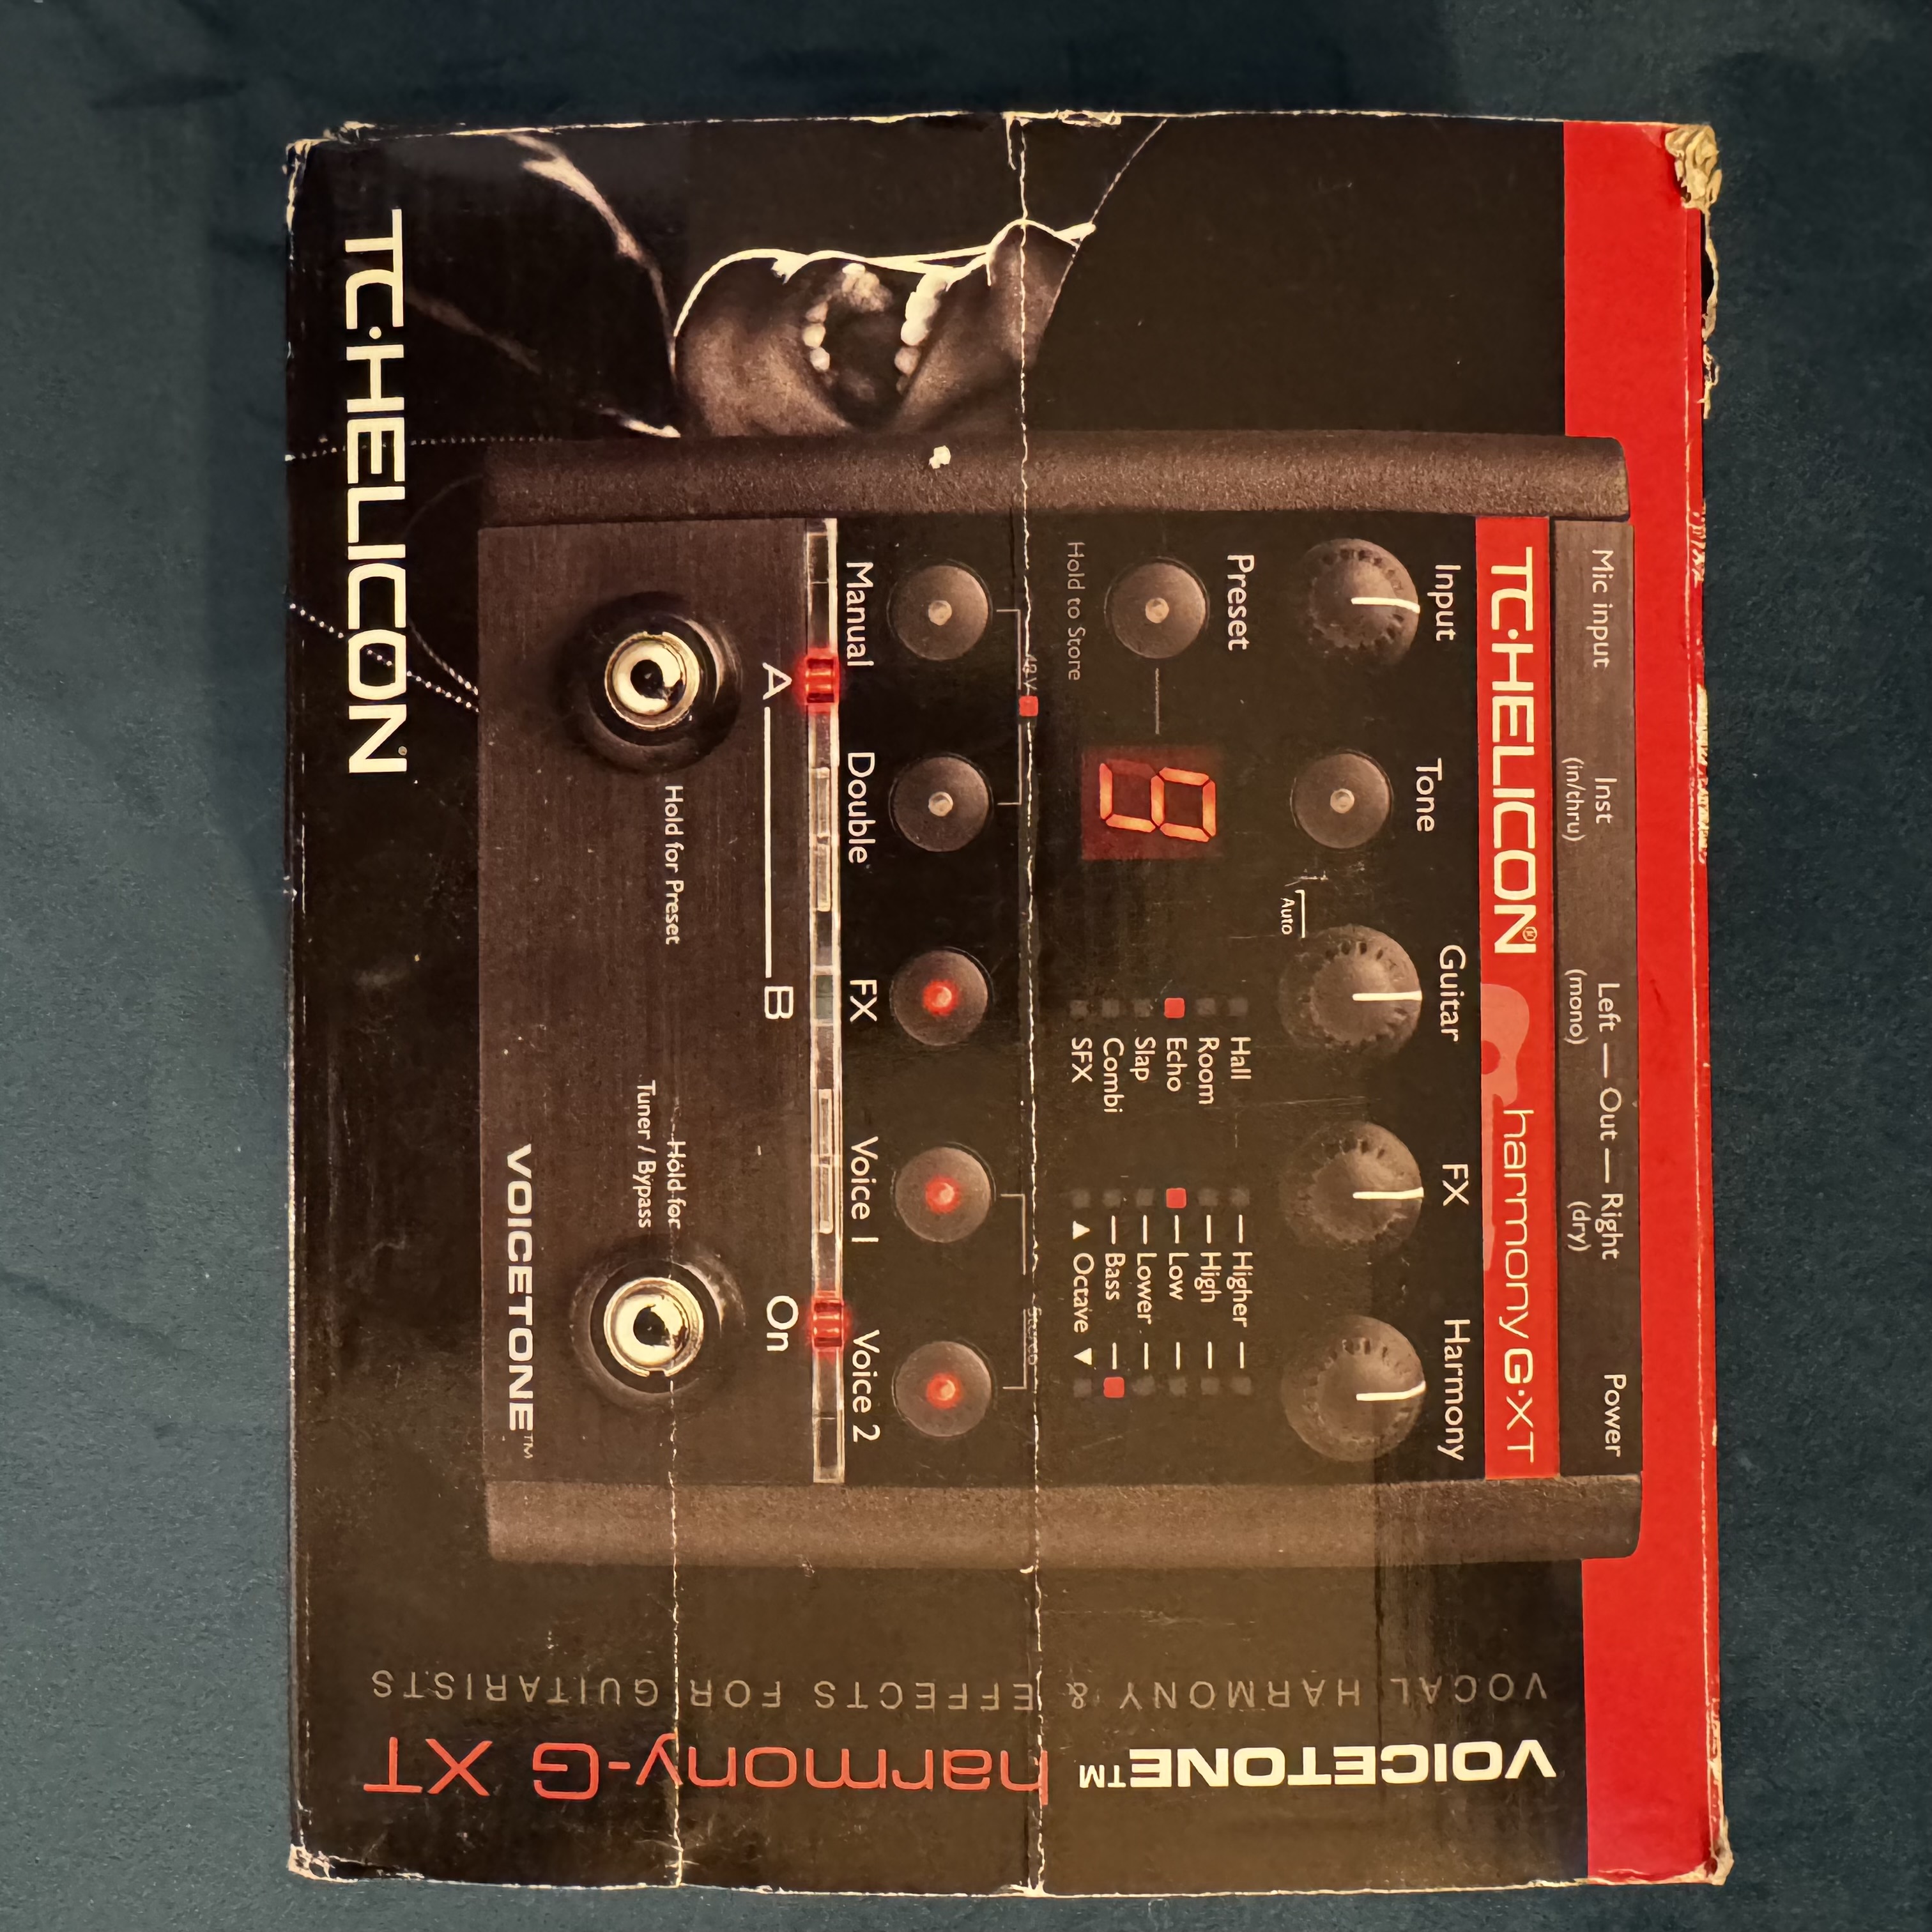 TC·HELICON®
Mic input
Inst
(in/thru)
Left — Out — Right
(mono)
(dry)
Power
TC·HELICON®
harmony G·XT
Input
Tone
Guitar
FX
Harmony
Auto
Preset
Hold to Store
9
Hall
Room
Echo
Slap
Combi
SFX
Higher
High
Low
Lower
Bass
▲ Octave ▼
48V
Stereo
Manual
Double
FX
Voice 1
Voice 2
A
B
On
Hold for Preset
Hold for
Tuner / Bypass
VOICETONE™
VOICETONE™ harmony-G XT
VOCAL HARMONY & EFFECTS FOR GUITARISTS